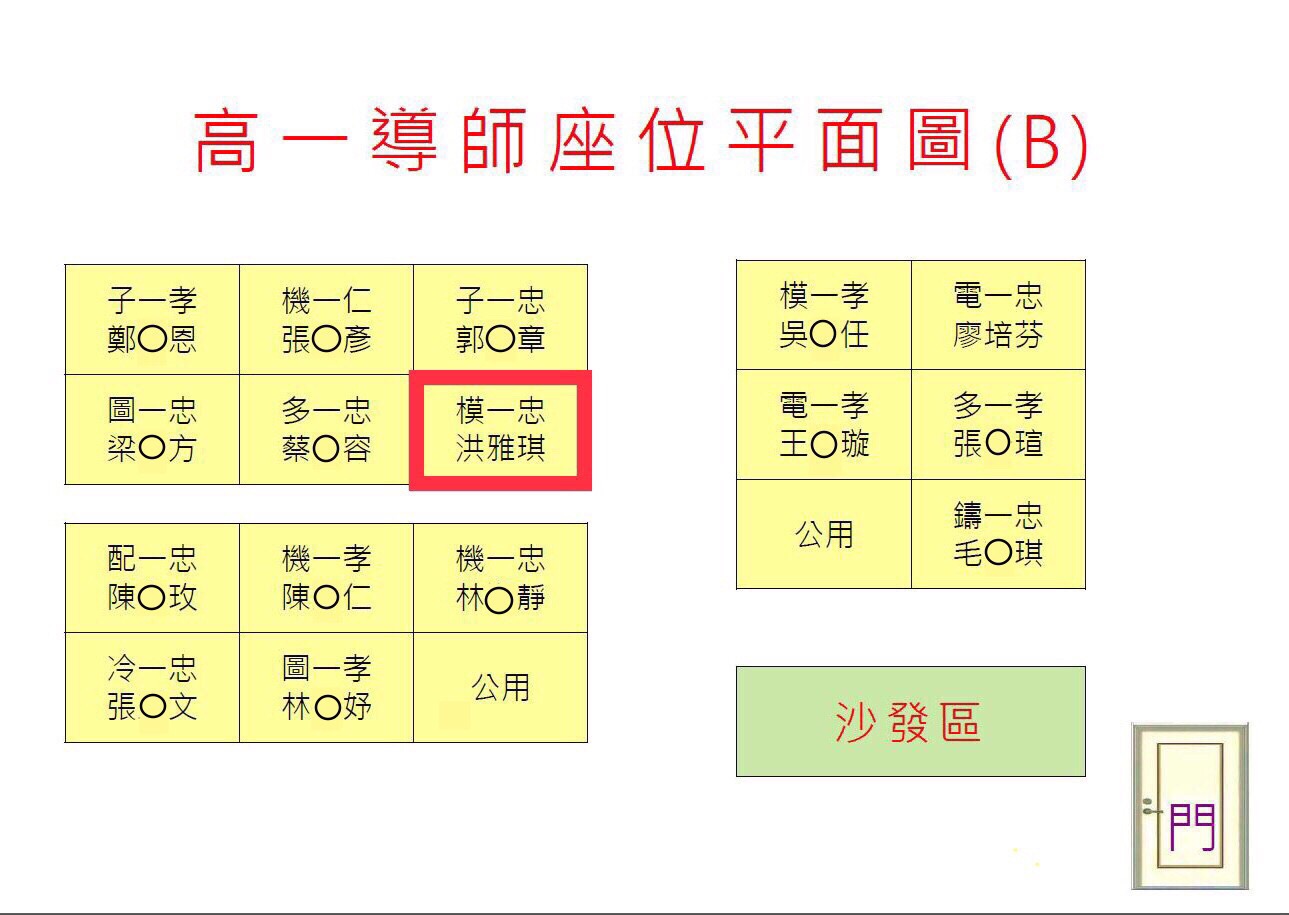 高一導師座位平面圖(B)
子一孝
鄭〇恩
機一仁
張〇彥
子一忠
郭〇章
圖一忠
梁〇方
多一忠
蔡〇容
模一忠
洪雅琪
配一忠
陳〇玫
機一孝
陳〇仁
機一忠
林〇靜
冷一忠
張〇文
圖一孝
林〇妤
公用
模一孝
吳〇任
電一忠
廖培芬
電一孝
王〇璇
多一孝
張〇瑄
公用
鑄一忠
毛〇琪
沙發區
門